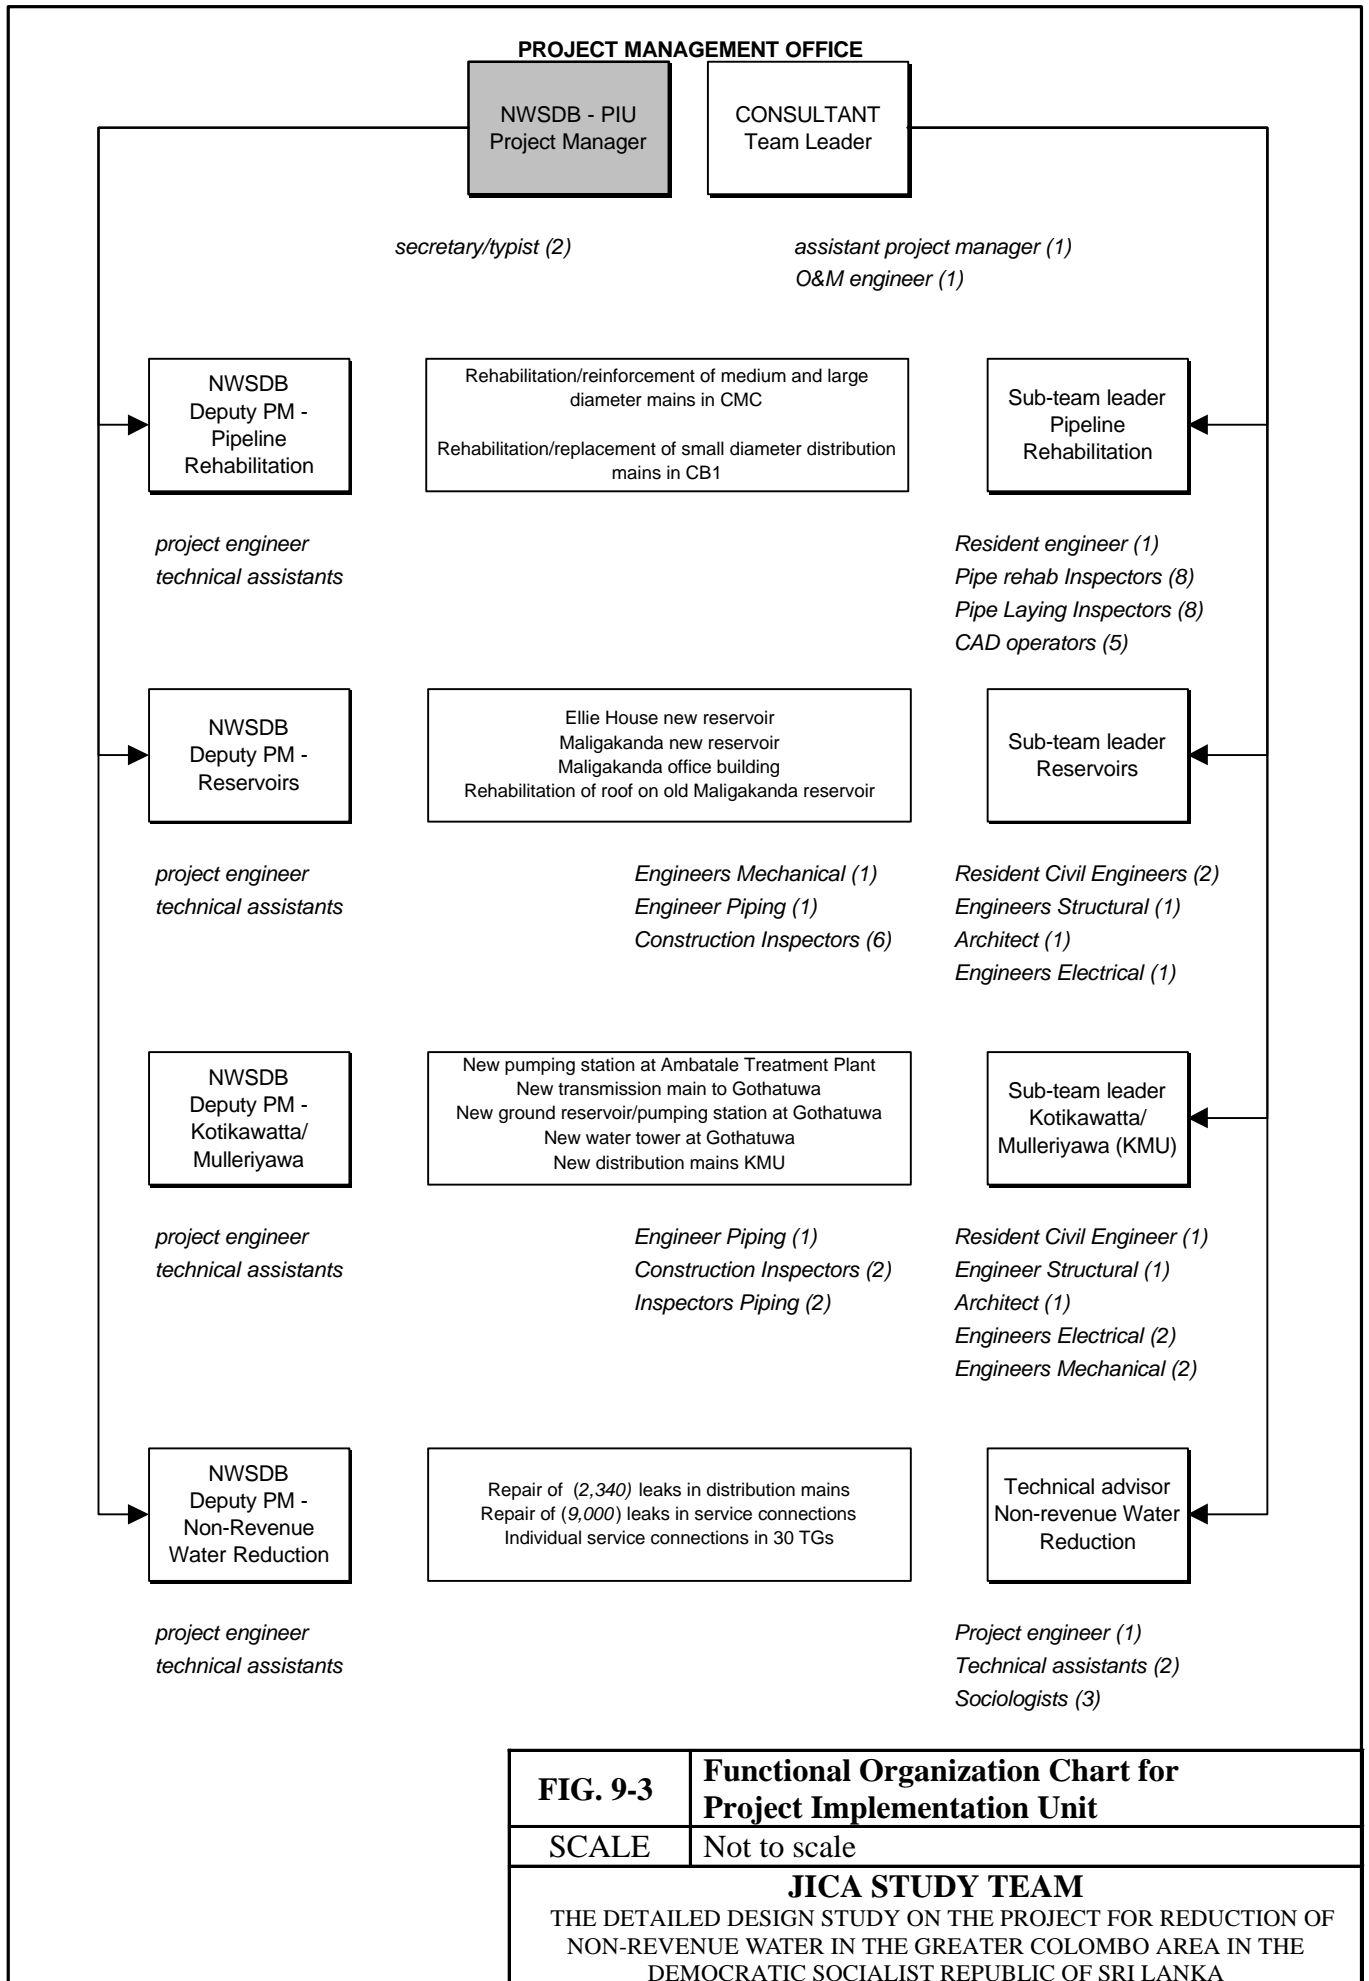 PROJECT MANAGEMENT OFFICE
NWSDB - PIU
Project Manager
CONSULTANT
Team Leader
secretary/typist (2)
assistant project manager (1)
O&M engineer (1)
NWSDB
Deputy PM -
Pipeline
Rehabilitation
Rehabilitation/reinforcement of medium and large
diameter mains in CMC
Rehabilitation/replacement of small diameter distribution
mains in CB1
Sub-team leader
Pipeline
Rehabilitation
project engineer
technical assistants
Resident engineer (1)
Pipe rehab Inspectors (8)
Pipe Laying Inspectors (8)
CAD operators (5)
NWSDB
Deputy PM -
Reservoirs
Ellie House new reservoir
Maligakanda new reservoir
Maligakanda office building
Rehabilitation of roof on old Maligakanda reservoir
Sub-team leader
Reservoirs
project engineer
technical assistants
Engineers Mechanical (1)
Engineer Piping (1)
Construction Inspectors (6)
Resident Civil Engineers (2)
Engineers Structural (1)
Architect (1)
Engineers Electrical (1)
NWSDB
Deputy PM -
Kotikawatta/
Mulleriyawa
New pumping station at Ambatale Treatment Plant
New transmission main to Gothatuwa
New ground reservoir/pumping station at Gothatuwa
New water tower at Gothatuwa
New distribution mains KMU
Sub-team leader
Kotikawatta/
Mulleriyawa (KMU)
project engineer
technical assistants
Engineer Piping (1)
Construction Inspectors (2)
Inspectors Piping (2)
Resident Civil Engineer (1)
Engineer Structural (1)
Architect (1)
Engineers Electrical (2)
Engineers Mechanical (2)
NWSDB
Deputy PM -
Non-Revenue
Water Reduction
Repair of (2,340) leaks in distribution mains
Repair of (9,000) leaks in service connections
Individual service connections in 30 TGs
Technical advisor
Non-revenue Water
Reduction
project engineer
technical assistants
Project engineer (1)
Technical assistants (2)
Sociologists (3)
FIG. 9-3
Functional Organization Chart for
Project Implementation Unit
SCALE
Not to scale
JICA STUDY TEAM
THE DETAILED DESIGN STUDY ON THE PROJECT FOR REDUCTION OF
NON-REVENUE WATER IN THE GREATER COLOMBO AREA IN THE
DEMOCRATIC SOCIALIST REPUBLIC OF SRI LANKA